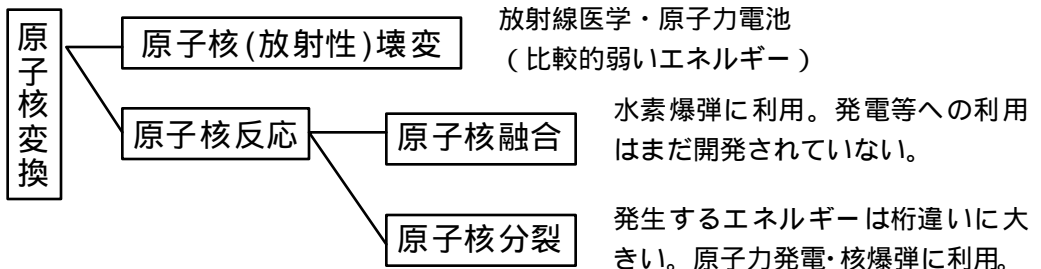 原子核変換
原子核(放射性)壊変
放射線医学・原子力電池
(比較的弱いエネルギー)
原子核反応
原子核融合
水素爆弾に利用。発電等への利用
はまだ開発されていない。
原子核分裂
発生するエネルギーは桁違いに大
きい。原子力発電・核爆弾に利用。